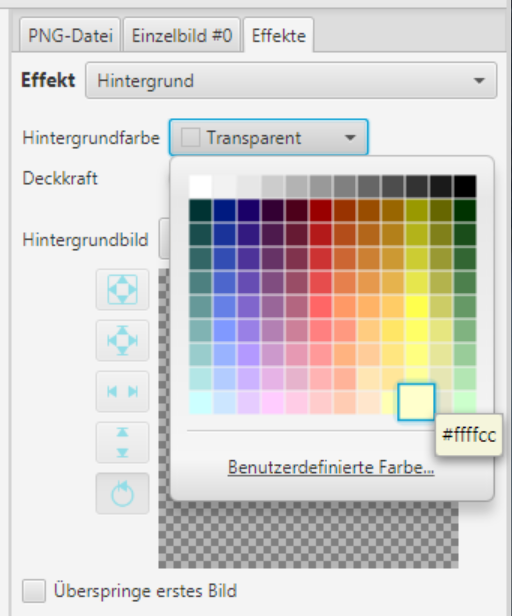 PNG-Datei Einzelbild #0 Effekte
Effekt Hintergrund
Hintergrundfarbe Transparent
Deckkraft
Hintergrundbild
#ffffcc
Benutzerdefinierte Farbe...
Überspringe erstes Bild